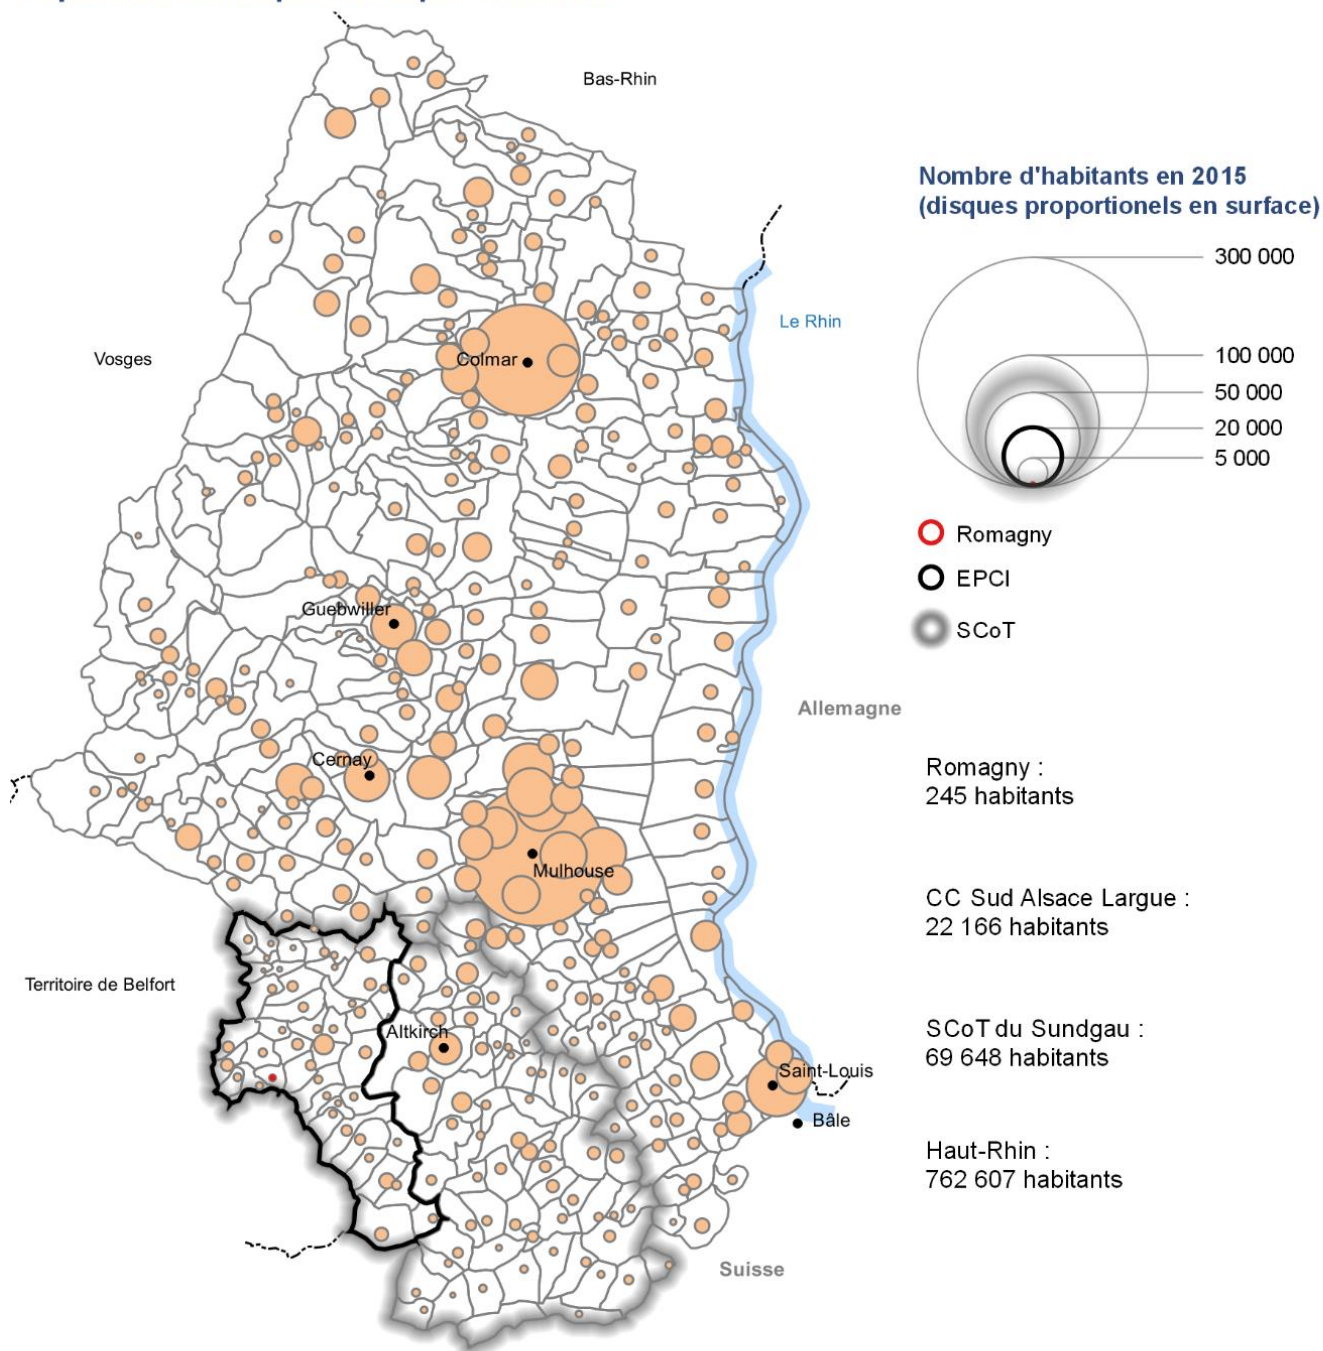 Bas-Rhin
Nombre d'habitants en 2015
(disques proportionels en surface)
300 000
100 000
50 000
20 000
5 000
Le Rhin
Vosges
Colmar
Romagny
EPCI
SCoT
Guebwiller
Allemagne
Cernay
Romagny :
245 habitants
Mulhouse
CC Sud Alsace Largue :
22 166 habitants
Territoire de Belfort
Altkirch
SCoT du Sundgau :
69 648 habitants
Saint-Louis
Bâle
Haut-Rhin :
762 607 habitants
Suisse